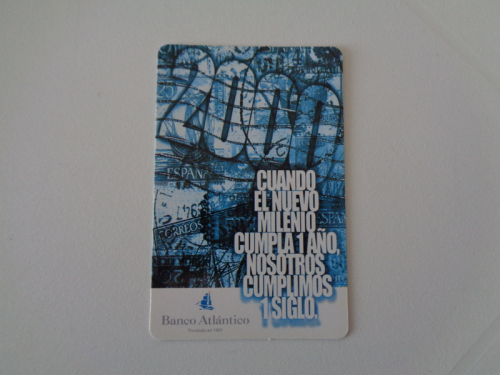 2000
ESPAÑA
CORREOS
CUANDO
EL NUEVO
MILENIO
CUMPLA 1 AÑO,
NOSOTROS
CUMPLIMOS
1 SIGLO.
Banco Atlántico